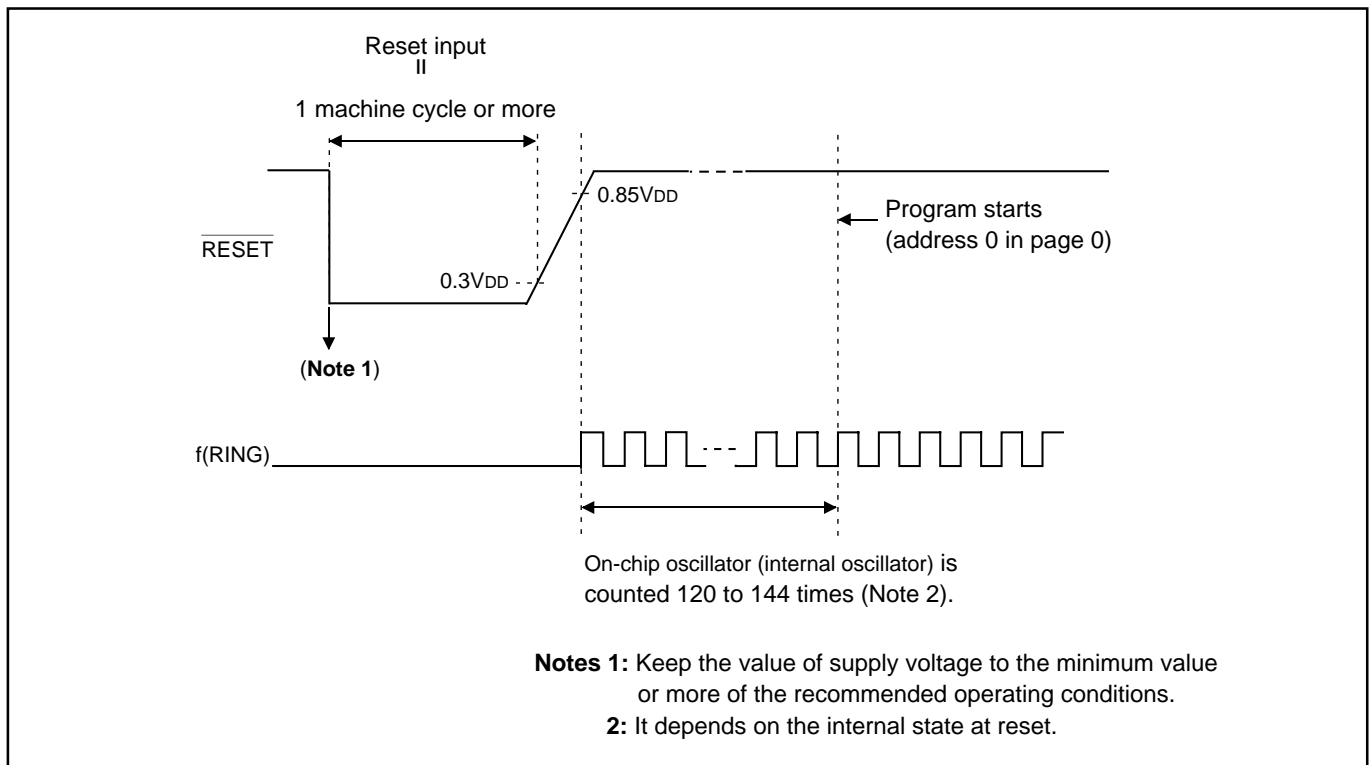 Reset input
=
1 machine cycle or more
0.85VDD
Program starts
(address 0 in page 0)
RESET
0.3VDD
(Note 1)
f(RING)
On-chip oscillator (internal oscillator) is
counted 120 to 144 times (Note 2).
Notes 1: Keep the value of supply voltage to the minimum value
or more of the recommended operating conditions.
2: It depends on the internal state at reset.